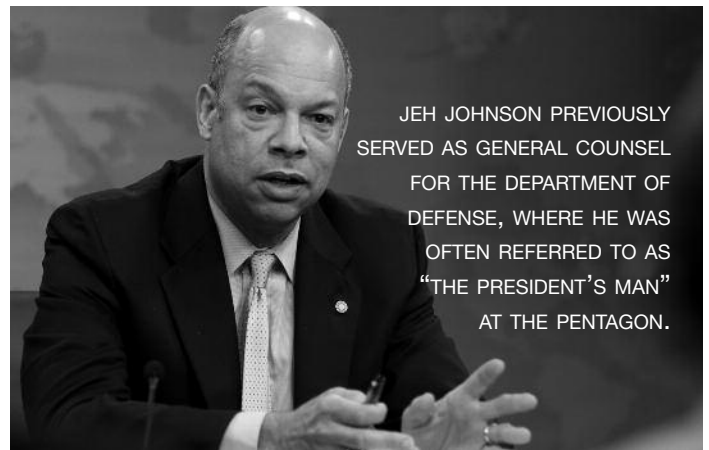 JEH JOHNSON PREVIOUSLY
SERVED AS GENERAL COUNSEL
FOR THE DEPARTMENT OF
DEFENSE, WHERE HE WAS
OFTEN REFERRED TO AS
“THE PRESIDENT’S MAN”
AT THE PENTAGON.